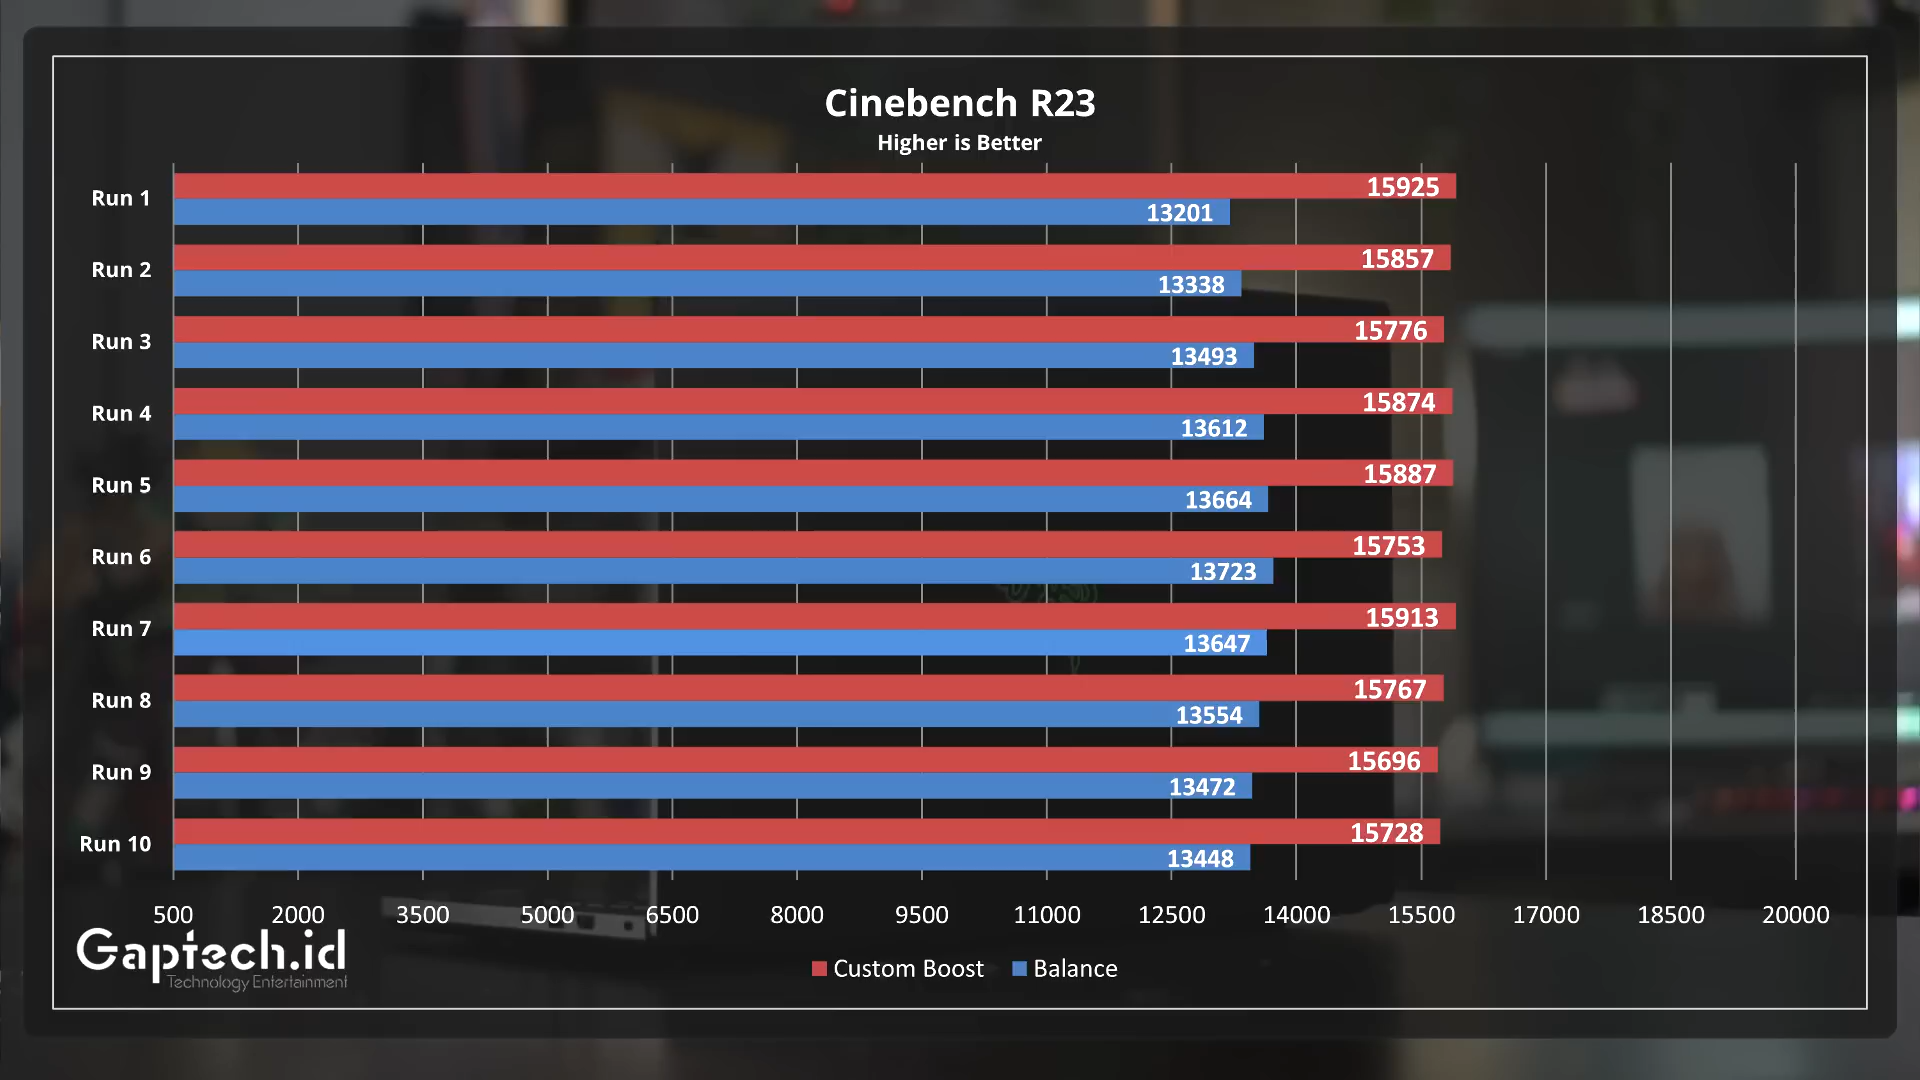 Cinebench R23
Higher is Better
Run 1
15925
13201
Run 2
15857
13338
Run 3
15776
13493
Run 4
15874
13612
Run 5
15887
13664
Run 6
15753
13723
Run 7
15913
13647
Run 8
15767
13554
Run 9
15696
13472
Run 10
15728
13448
500 2000 3500 5000 6500 8000 9500 11000 12500 14000 15500 17000 18500 20000
Gaptech.id
Technology Entertainment
Custom Boost Balance